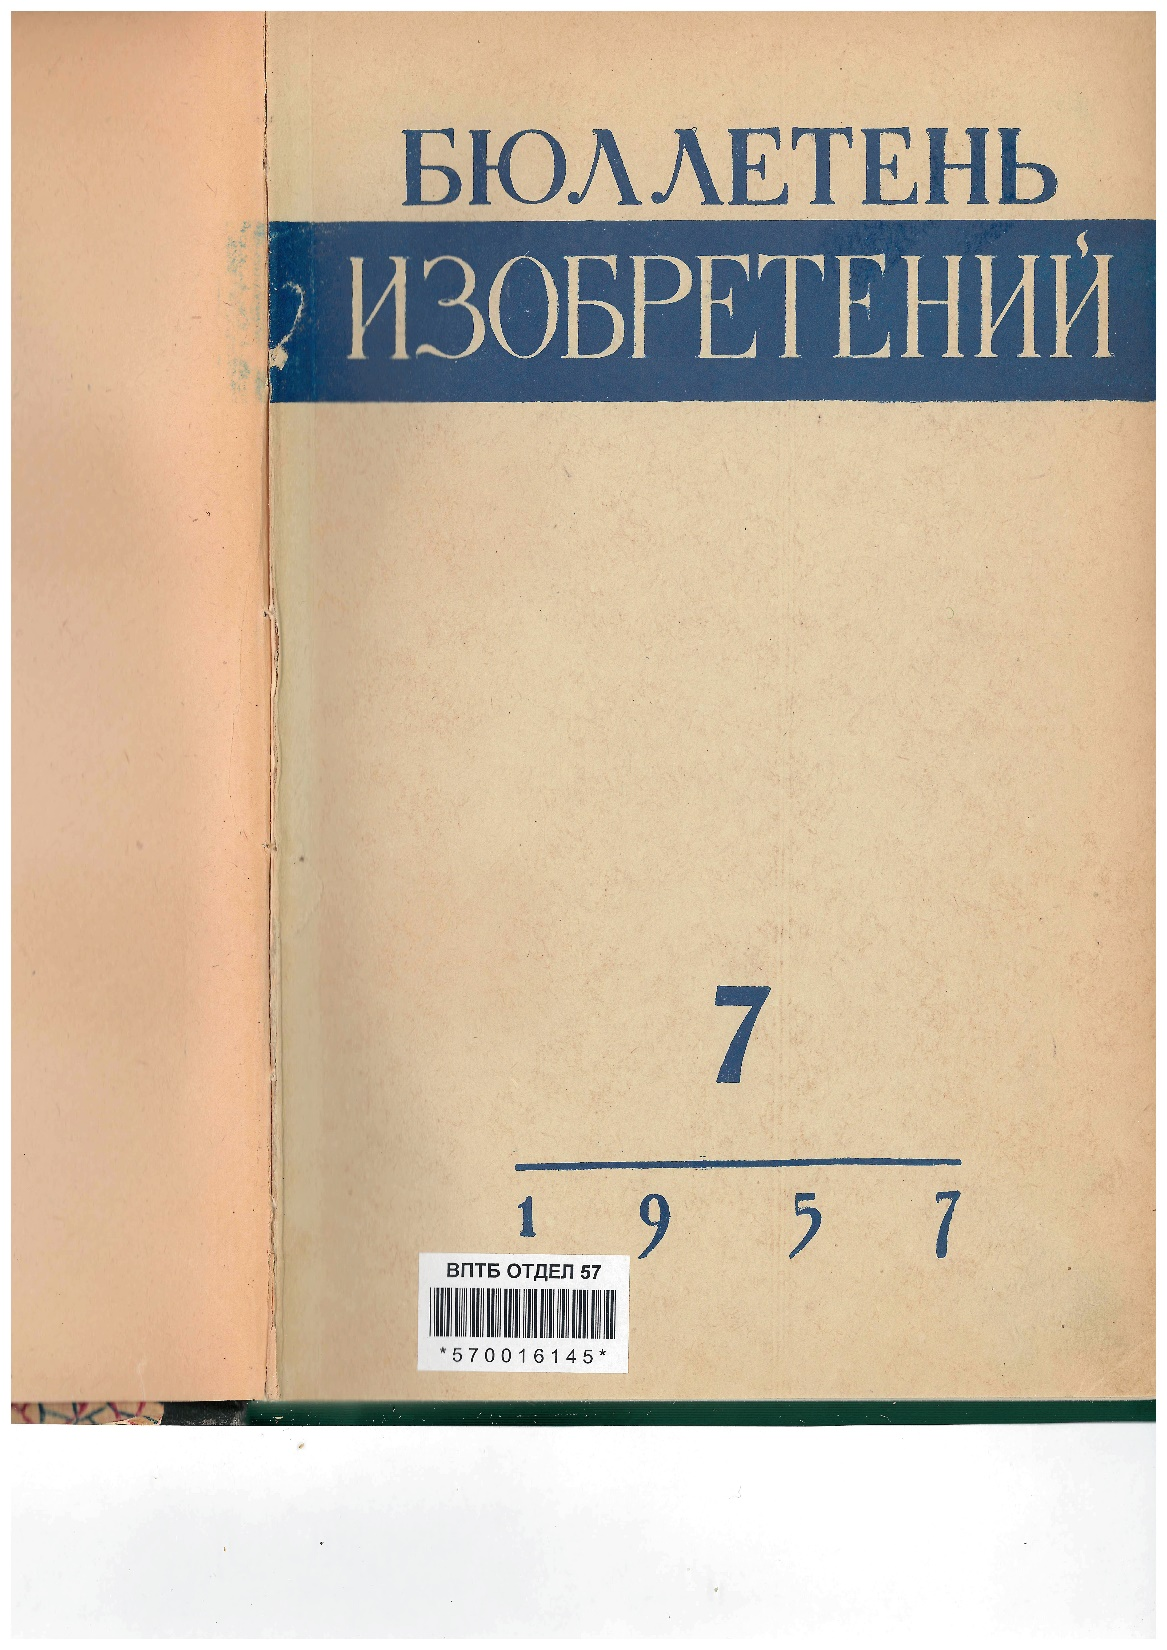 БЮЛЛЕТЕНЬ
ИЗОБРЕТЕНИЙ
7
1957
ВПТБ ОТДЕЛ 57
*570016145*